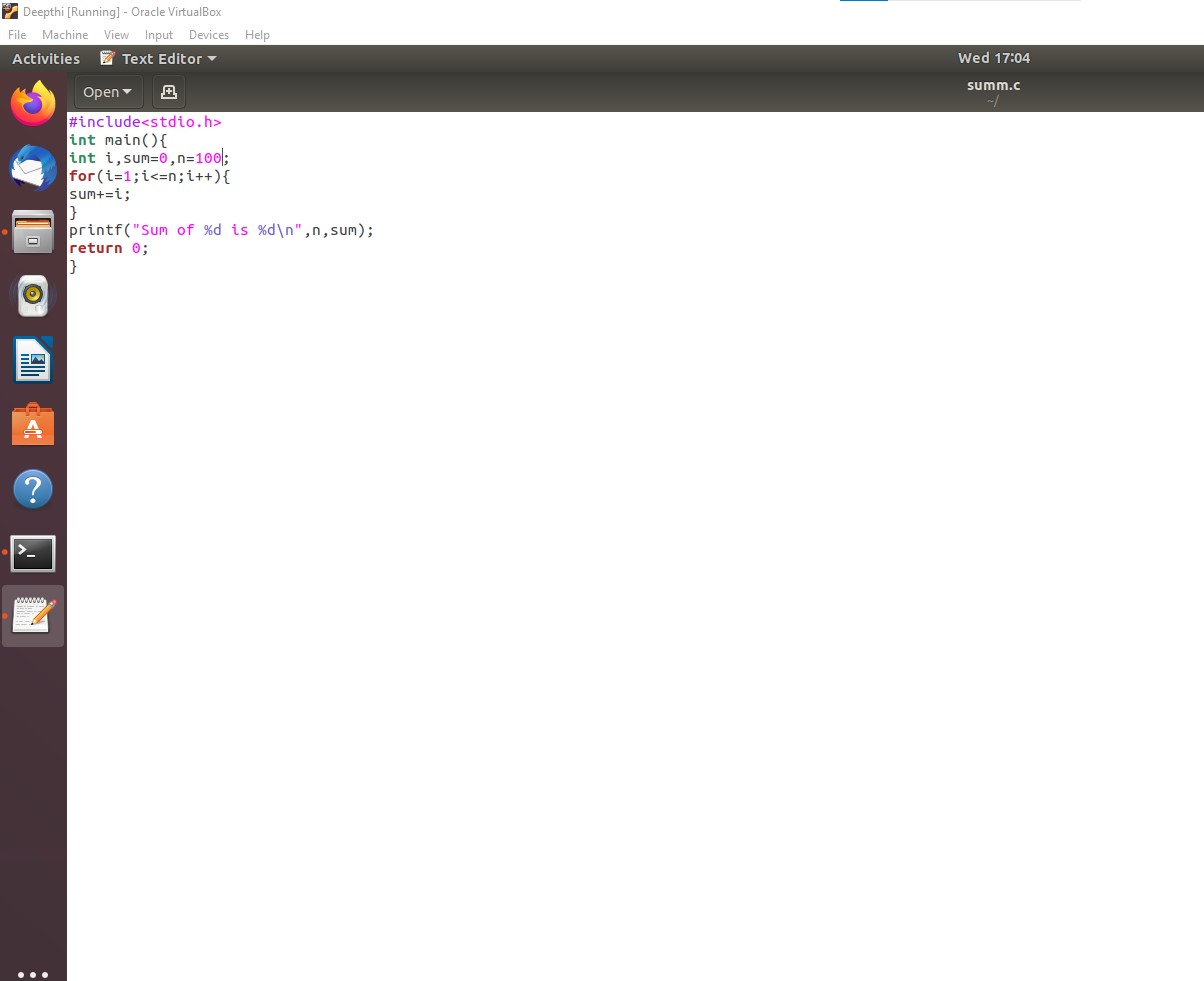 Deepthi [Running] - Oracle VirtualBox
File Machine View Input Devices Help
Activities Text Editor Wed 17:04
Open summ.c
~/
#include<stdio.h>
int main(){
int i,sum=0,n=100;
for(i=1;i<=n;i++){
sum+=i;
}
printf("Sum of %d is %d\n",n,sum);
return 0;
}